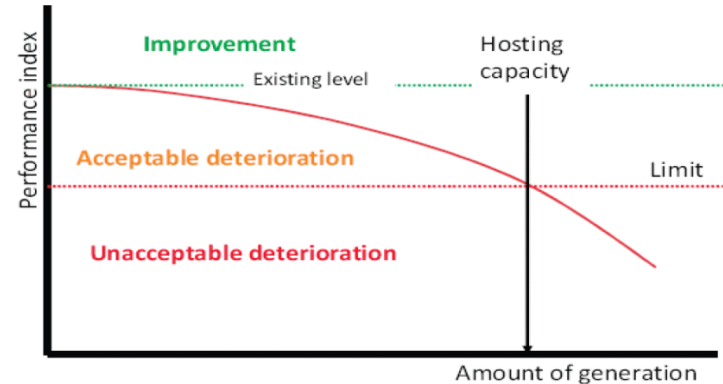 Improvement
Hosting
capacity
Existing level
Performance index
Acceptable deterioration
Limit
Unacceptable deterioration
Amount of generation